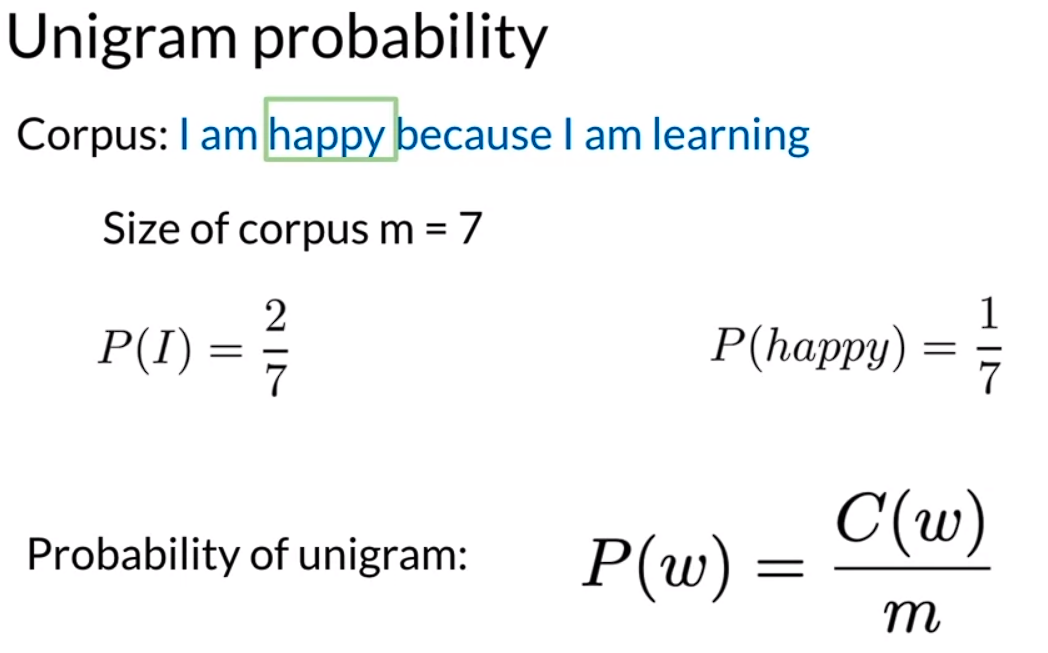 Unigram probability
Corpus: I am happy because I am learning
Size of corpus m = 7
P(I) = 2/7
P(happy) = 1/7
Probability of unigram: P(w) = C(w)/m